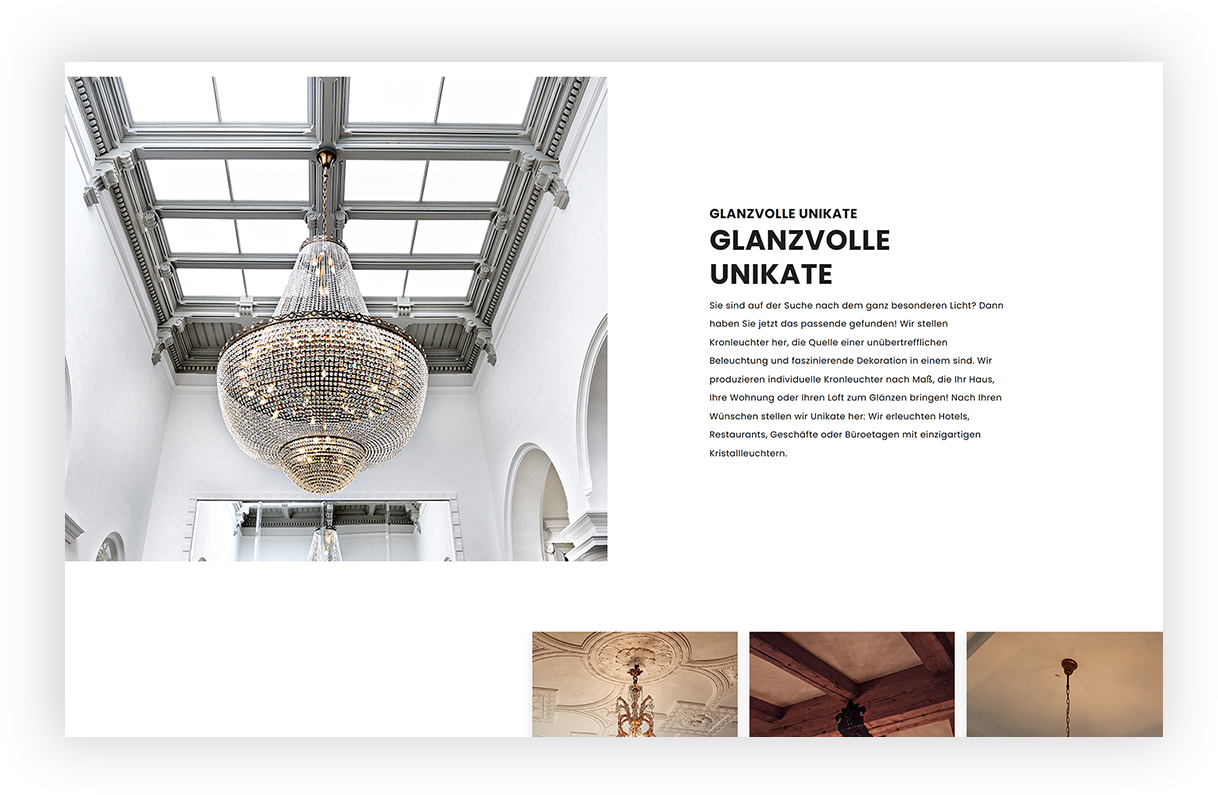 GLANZVOLLE UNIKATE
GLANZVOLLE
UNIKATE
Sie sind auf der Suche nach dem ganz besonderen Licht? Dann
haben Sie jetzt das passende gefunden! Wir stellen
Kronleuchter her, die Quelle einer unübertrefflichen
Beleuchtung und faszinierende Dekoration in einem sind. Wir
produzieren individuelle Kronleuchter nach Maß, die Ihr Haus,
Ihre Wohnung oder Ihren Loft zum Glänzen bringen! Nach Ihren
Wünschen stellen wir Unikate her: Wir erleuchten Hotels,
Restaurants, Geschäfte oder Büroetagen mit einzigartigen
Kristallleuchtern.